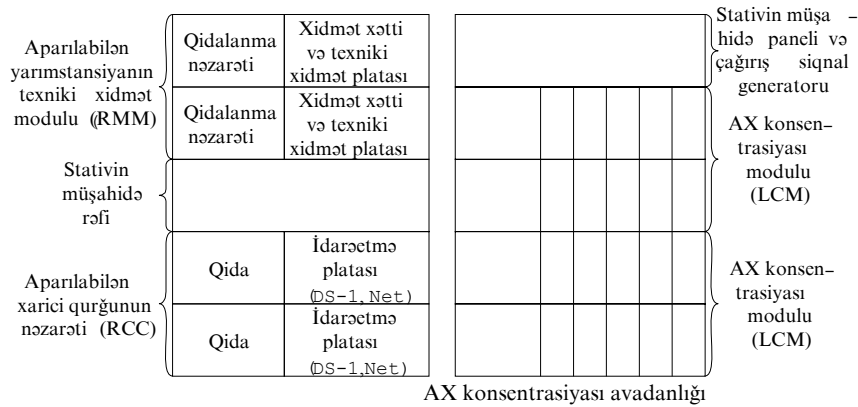 Aparılabilən
yarımstansiyanın
texniki xidmət
modulu (RMM)
Qidalanma
nəzarəti
Xidmət xətti
və texniki
xidmət platası
Qidalanma
nəzarəti
Xidmət xətti
və texniki
xidmət platası
Stativin
müşahidə
rəfi
Aparılabilən
xarici qurğunun
nəzarəti (RCC)
Qida
İdarəetmə
platası
(DS-1, Net)
Qida
İdarəetmə
platası
(DS-1,Net)
Stativin müşa -
hidə paneli və
çağırış siqnal
generatoru
AX konsen-
trasiyası
modulu
(LCM)
AX konsen-
trasiyası
modulu
(LCM)
AX konsentrasiyası avadanlığı